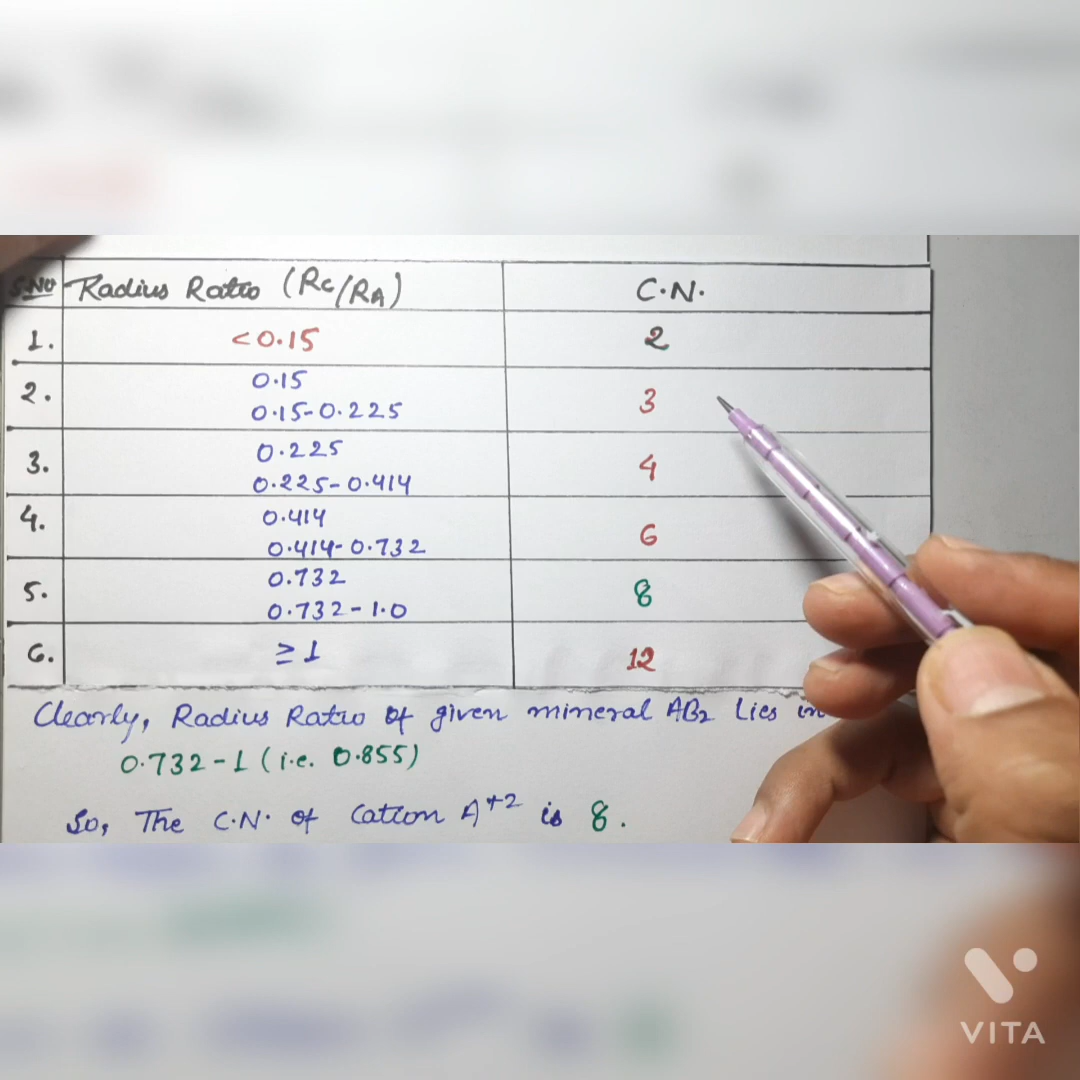 S.No Radius Ratio (Rc/RA) C.N.
1. <0.15 2
2. 0.15 3
0.15-0.225
3. 0.225 4
0.225-0.414
4. 0.414 6
0.414-0.732
5. 0.732 8
0.732-1.0
6. ≥1 12
Clearly, Radius Ratio of given mineral AB2 Lies in
0.732-1 (i.e. 0.855)
So, The C.N. of Cation A+2 is 8.
VITA